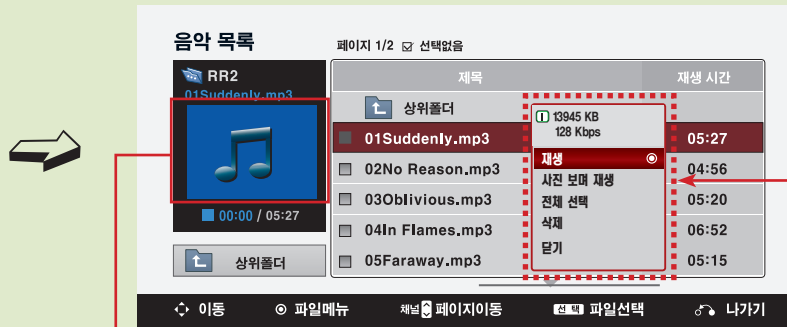 음악 목록
페이지 1/2 ☑ 선택없음
RR2
01Suddenly.mp3
00:00 / 05:27
상위폴더
제목 재생 시간
상위폴더
01Suddenly.mp3 05:27
02No Reason.mp3 04:56
03Oblivious.mp3 05:20
04In Flames.mp3 06:52
05Faraway.mp3 05:15
13945 KB
128 Kbps
재생
사진 보며 재생
전체 선택
삭제
닫기
이동 파일메뉴 채널 페이지이동 선택 파일선택 나가기